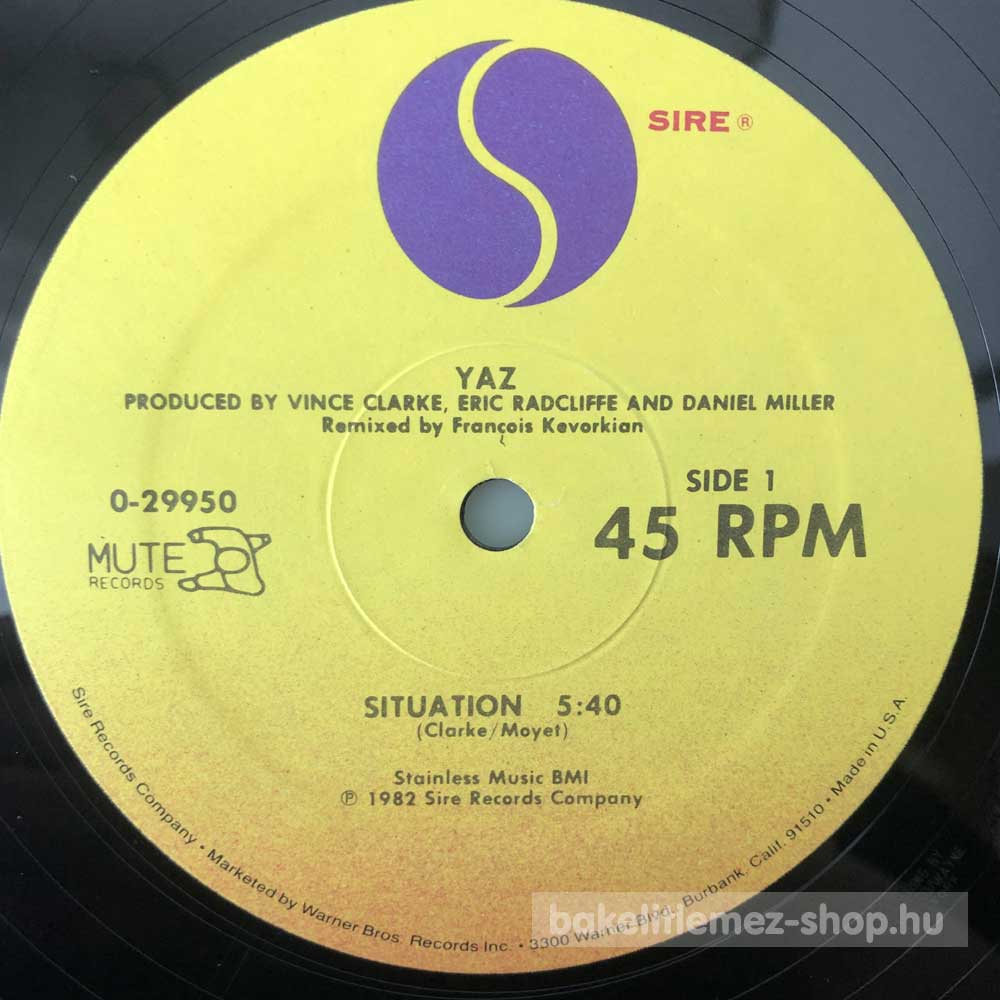 SIRE ®
YAZ
PRODUCED BY VINCE CLARKE, ERIC RADCLIFFE AND DANIEL MILLER
Remixed by François Kevorkian
0-29950
SIDE 1
45 RPM
MUTE
RECORDS
SITUATION 5:40
(Clarke/Moyet)
Stainless Music BMI
℗ 1982 Sire Records Company
Sire Records Company • Marketed by Warner Bros. Records Inc. • 3300 Warner Blvd., Burbank, Calif. 91510 • Made in U.S.A.
bakelitlemez-shop.hu